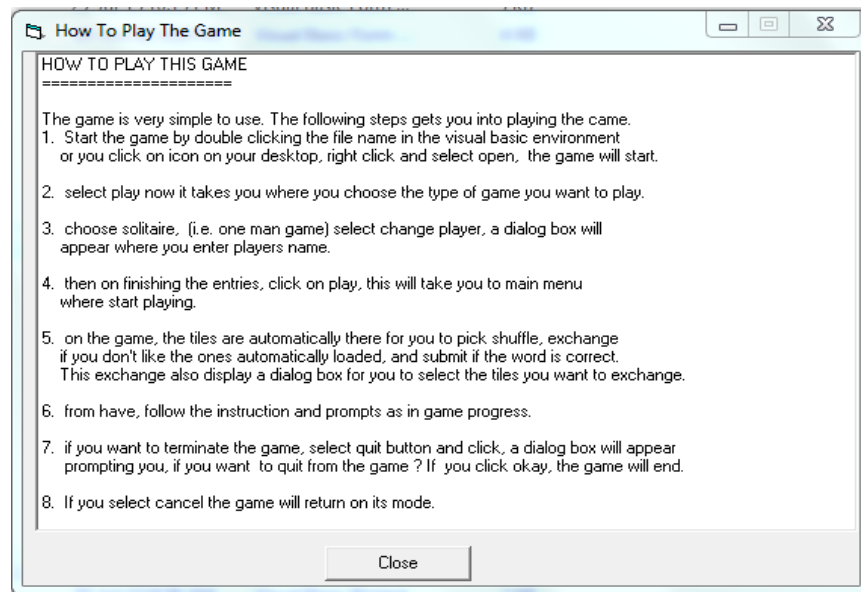 How To Play The Game
HOW TO PLAY THIS GAME
=====================
The game is very simple to use. The following steps gets you into playing the came.
1. Start the game by double clicking the file name in the visual basic environment
or you click on icon on your desktop, right click and select open, the game will start.
2. select play now it takes you where you choose the type of game you want to play.
3. choose solitaire, (i.e. one man game) select change player, a dialog box will
appear where you enter players name.
4. then on finishing the entries, click on play, this will take you to main menu
where start playing.
5. on the game, the tiles are automatically there for you to pick shuffle, exchange
if you don't like the ones automatically loaded, and submit if the word is correct.
This exchange also display a dialog box for you to select the tiles you want to exchange.
6. from have, follow the instruction and prompts as in game progress.
7. if you want to terminate the game, select quit button and click, a dialog box will appear
prompting you, if you want to quit from the game ? If you click okay, the game will end.
8. If you select cancel the game will return on its mode.
Close